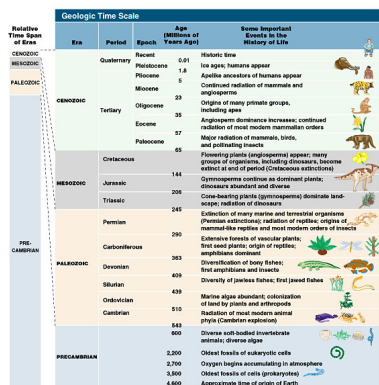 Geologic Time Scale
Relative
Time Span
of Eras
Era
Period
Epoch
Age
(Millions of
Years Ago)
Some Important
Events in the
History of Life
CENOZOIC
MESOZOIC
PALEOZOIC
PRE-
CAMBRIAN
CENOZOIC
Quaternary
Recent
Historic time
0.01
Pleistocene
Ice ages; humans appear
1.8
Tertiary
Pliocene
Apelike ancestors of humans appear
5
Miocene
Continued radiation of mammals and
angiosperms
23
Oligocene
Origins of many primate groups,
including apes
35
Eocene
Angiosperm dominance increases; continued
radiation of most modern mammalian orders
57
Paleocene
Major radiation of mammals, birds,
and pollinating insects
65
MESOZOIC
Cretaceous
Flowering plants (angiosperms) appear; many
groups of organisms, including dinosaurs, become
extinct at end of period (Cretaceous extinctions)
144
Jurassic
Gymnosperms continue as dominant plants;
dinosaurs abundant and diverse
206
Triassic
Cone-bearing plants (gymnosperms) dominate land-
scape; radiation of dinosaurs
245
PALEOZOIC
Permian
Extinction of many marine and terrestrial organisms
(Permian extinctions); radiation of reptiles; origins of
mammal-like reptiles and most modern orders of insects
290
Carboniferous
Extensive forests of vascular plants;
first seed plants; origin of reptiles;
amphibians dominant
363
Devonian
Diversification of bony fishes;
first amphibians and insects
409
Silurian
Diversity of jawless fishes; first jawed fishes
439
Ordovician
Marine algae abundant; colonization
of land by plants and arthropods
510
Cambrian
Radiation of most modern animal
phyla (Cambrian explosion)
543
PRECAMBRIAN
600
Diverse soft-bodied invertebrate
animals; diverse algae
2,200
Oldest fossils of eukaryotic cells
2,700
Oxygen begins accumulating in atmosphere
3,500
Oldest fossils of cells (prokaryotes)
4,600
Approximate time of origin of Earth